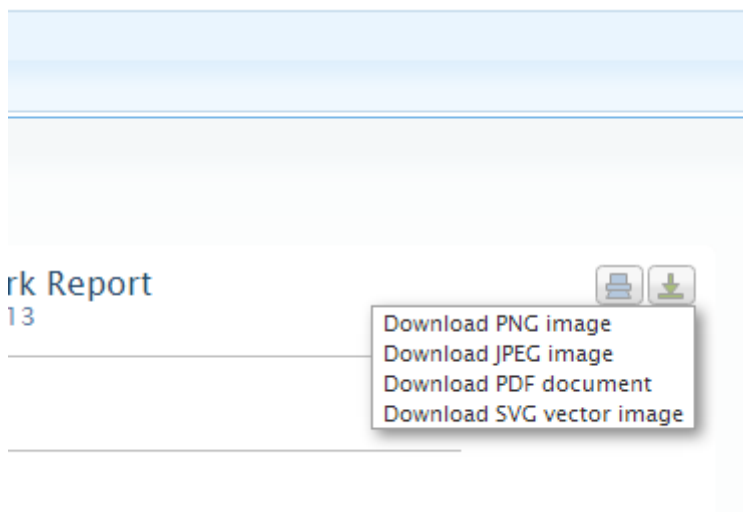 rk Report
13
Download PNG image
Download JPEG image
Download PDF document
Download SVG vector image